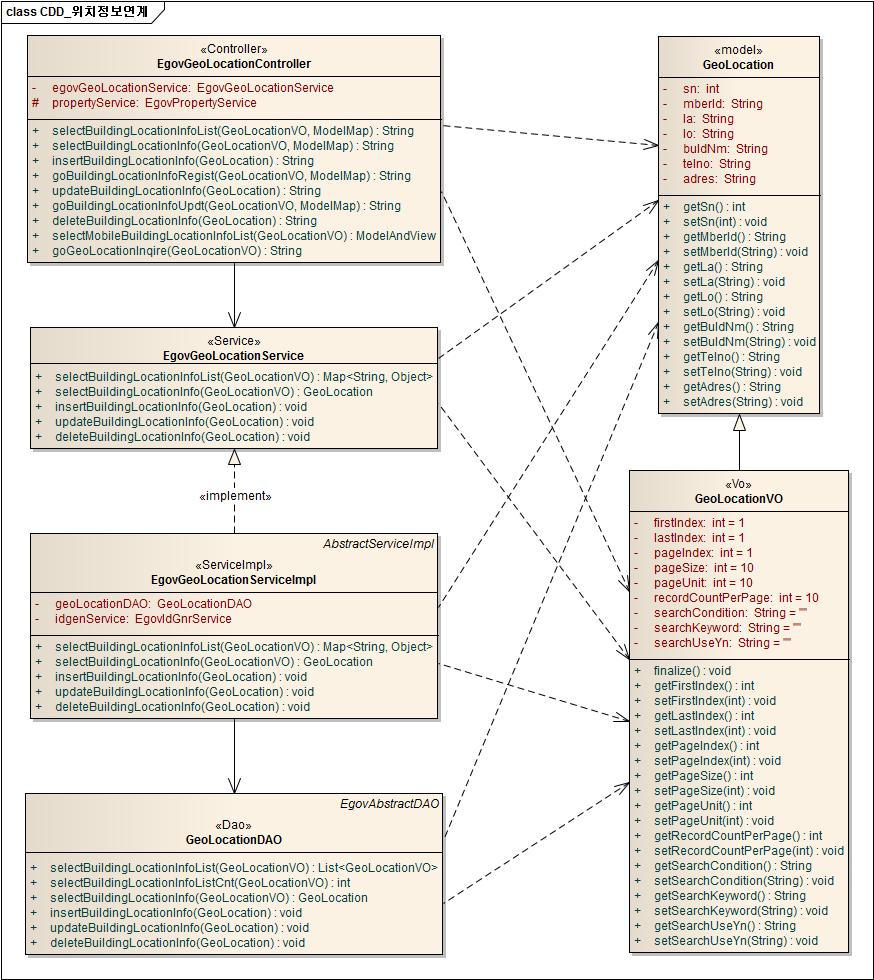 class CDD_위치정보연계
«Controller»
EgovGeoLocationController
- egovGeoLocationService: EgovGeoLocationService
# propertyService: EgovPropertyService
+ selectBuildingLocationInfoList(GeoLocationVO, ModelMap) : String
+ selectBuildingLocationInfo(GeoLocationVO, ModelMap) : String
+ insertBuildingLocationInfo(GeoLocation) : String
+ goBuildingLocationInfoRegist(GeoLocationVO, ModelMap) : String
+ updateBuildingLocationInfo(GeoLocation) : String
+ goBuildingLocationInfoUpdt(GeoLocationVO, ModelMap) : String
+ deleteBuildingLocationInfo(GeoLocation) : String
+ selectMobileBuildingLocationInfoList(GeoLocationVO) : ModelAndView
+ goGeoLocationInqire(GeoLocationVO) : String
«Service»
EgovGeoLocationService
+ selectBuildingLocationInfoList(GeoLocationVO) : Map<String, Object>
+ selectBuildingLocationInfo(GeoLocationVO) : GeoLocation
+ insertBuildingLocationInfo(GeoLocation) : void
+ updateBuildingLocationInfo(GeoLocation) : void
+ deleteBuildingLocationInfo(GeoLocation) : void
«implement»
AbstractServiceImpl
«ServiceImpl»
EgovGeoLocationServiceImpl
- geoLocationDAO: GeoLocationDAO
- idgenService: EgovIdGnrService
+ selectBuildingLocationInfoList(GeoLocationVO) : Map<String, Object>
+ selectBuildingLocationInfo(GeoLocationVO) : GeoLocation
+ insertBuildingLocationInfo(GeoLocation) : void
+ updateBuildingLocationInfo(GeoLocation) : void
+ deleteBuildingLocationInfo(GeoLocation) : void
EgovAbstractDAO
«Dao»
GeoLocationDAO
+ selectBuildingLocationInfoList(GeoLocationVO) : List<GeoLocationVO>
+ selectBuildingLocationInfoListCnt(GeoLocationVO) : int
+ selectBuildingLocationInfo(GeoLocationVO) : GeoLocation
+ insertBuildingLocationInfo(GeoLocation) : void
+ updateBuildingLocationInfo(GeoLocation) : void
+ deleteBuildingLocationInfo(GeoLocation) : void
«model»
GeoLocation
- sn: int
- mberId: String
- la: String
- lo: String
- buldNm: String
- telno: String
- adres: String
+ getSn() : int
+ setSn(int) : void
+ getMberId() : String
+ setMberId(String) : void
+ getLa() : String
+ setLa(String) : void
+ getLo() : String
+ setLo(String) : void
+ getBuldNm() : String
+ setBuldNm(String) : void
+ getTelno() : String
+ setTelno(String) : void
+ getAdres() : String
+ setAdres(String) : void
«Vo»
GeoLocationVO
- firstIndex: int = 1
- lastIndex: int = 1
- pageIndex: int = 1
- pageSize: int = 10
- pageUnit: int = 10
- recordCountPerPage: int = 10
- searchCondition: String = ""
- searchKeyword: String = ""
- searchUseYn: String = ""
+ finalize() : void
+ getFirstIndex() : int
+ setFirstIndex(int) : void
+ getLastIndex() : int
+ setLastIndex(int) : void
+ getPageIndex() : int
+ setPageIndex(int) : void
+ getPageSize() : int
+ setPageSize(int) : void
+ getPageUnit() : int
+ setPageUnit(int) : void
+ getRecordCountPerPage() : int
+ setRecordCountPerPage(int) : void
+ getSearchCondition() : String
+ setSearchCondition(String) : void
+ getSearchKeyword() : String
+ setSearchKeyword(String) : void
+ getSearchUseYn() : String
+ setSearchUseYn(String) : void